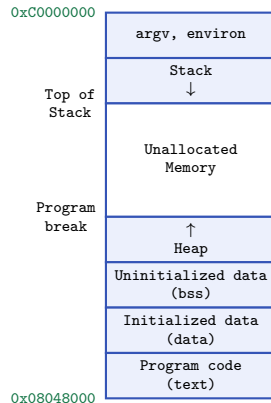 0xC0000000
argv, environ
Stack
↓
Top of
Stack
Unallocated
Memory
Program
break
↑
Heap
Uninitialized data
(bss)
Initialized data
(data)
Program code
(text)
0x08048000